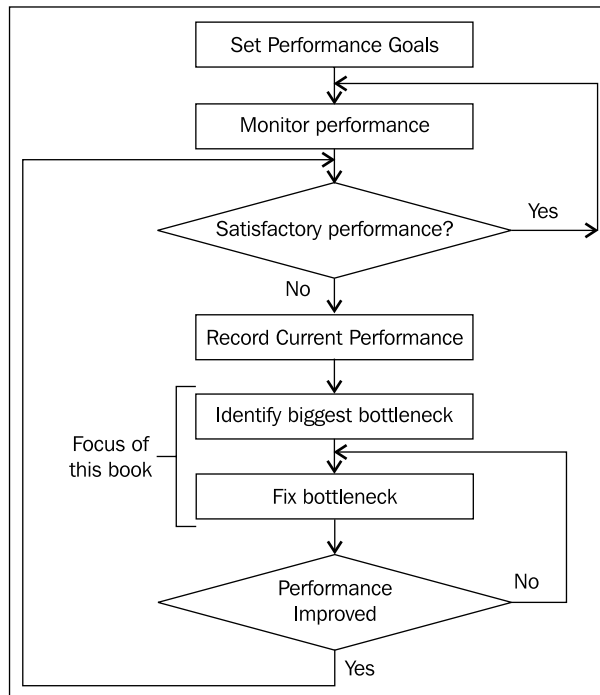 Set Performance Goals
Monitor performance
Satisfactory performance?
Yes
No
Record Current Performance
Identify biggest bottleneck
Focus of
this book
Fix bottleneck
Performance
Improved
No
Yes